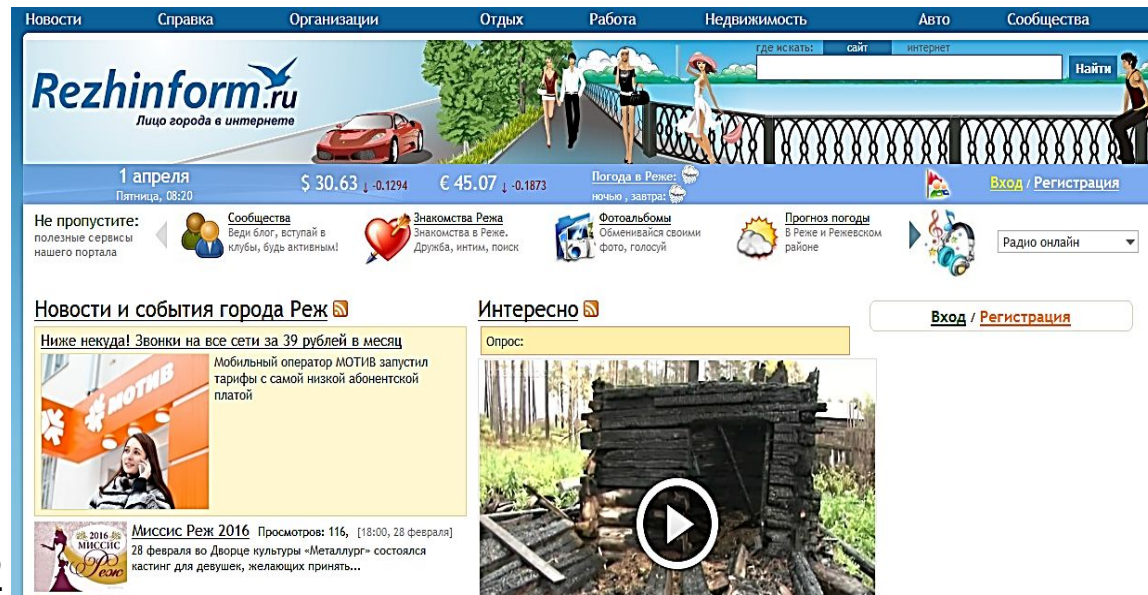 Новости Справка Организации Отдых Работа Недвижимость Авто Сообщества
где искать: сайт интернет
Найти
Rezhinform.ru
Лицо города в интернете
1 апреля
Пятница, 08:20
$ 30.63 ↓ -0.1294 € 45.07 ↓ -0.1873
Погода в Реже:
ночью , завтра:
Вход / Регистрация
Не пропустите:
полезные сервисы
нашего портала
Сообщества
Веди блог, вступай в
клубы, будь активным!
Знакомства Режа
Знакомства в Реже.
Дружба, интим, поиск
Фотоальбомы
Обменивайся своими
фото, голосуй
Прогноз погоды
В Реже и Режевском
районе
Радио онлайн
Новости и события города Реж
Ниже некуда! Звонки на все сети за 39 рублей в месяц
МОТИВ
Мобильный оператор МОТИВ запустил
тарифы с самой низкой абонентской
платой
2016
МИССИС
Реж
Миссис Реж 2016 Просмотров: 116, [18:00, 28 февраля]
28 февраля во Дворце культуры «Металлург» состоялся
кастинг для девушек, желающих принять...
Интересно
Опрос:
Вход / Регистрация